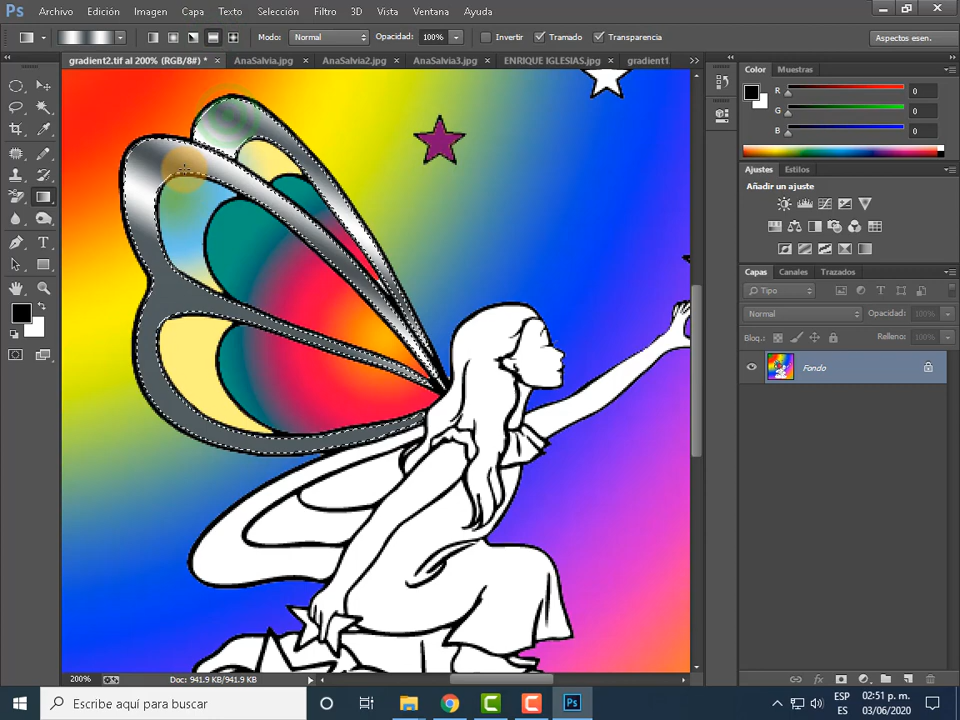 Ps Archivo Edición Imagen Capa Texto Selección Filtro 3D Vista Ventana Ayuda
Modo: Normal Opacidad: 100% Invertir Tramado Transparencia Aspectos esen.
gradient2.tif al 200% (RGB/8#) * × AnaSalvia.jpg × AnaSalvia2.jpg × AnaSalvia3.jpg × ENRIQUE IGLESIAS.jpg × gradient1 >>
Color Muestras
R 0
G 0
B 0
Ajustes Estilos
Añadir un ajuste
Capas Canales Trazados
Tipo
Normal Opacidad: 100%
Bloq.: Relleno: 100%
Fondo
200% Doc: 941.9 KB/941.9 KB
fx
Escribe aquí para buscar
ESP 02:51 p. m.
ES 03/06/2020